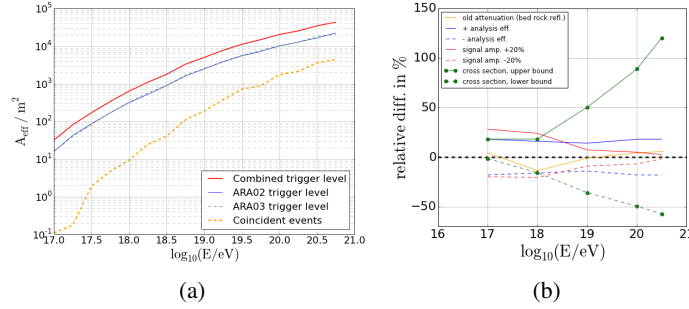 10^5
10^4
10^3
10^2
10^1
10^0
10^-1
A_eff / m^2
17.0 17.5 18.0 18.5 19.0 19.5 20.0 20.5 21.0
log_10(E/eV)
Combined trigger level
ARA02 trigger level
ARA03 trigger level
Coincident events
(a)
150
100
50
0
−50
relative diff. in %
16 17 18 19 20 21
log_10(E/eV)
old attenuation (bed rock refl.)
+ analysis eff.
- analysis eff.
signal amp. +20%
signal amp. -20%
cross section, upper bound
cross section, lower bound
(b)